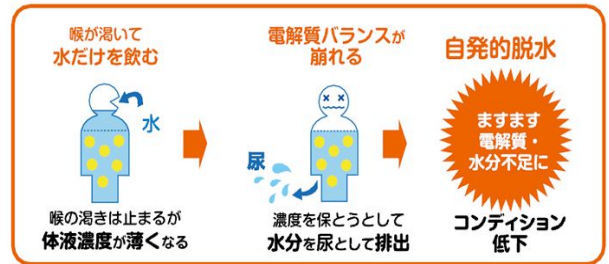 喉が渇いて
水だけを飲む
水
喉の渇きは止まるが
体液濃度が薄くなる
電解質バランスが
崩れる
尿
濃度を保とうとして
水分を尿として排出
自発的脱水
ますます
電解質・
水分不足に
コンディション
低下